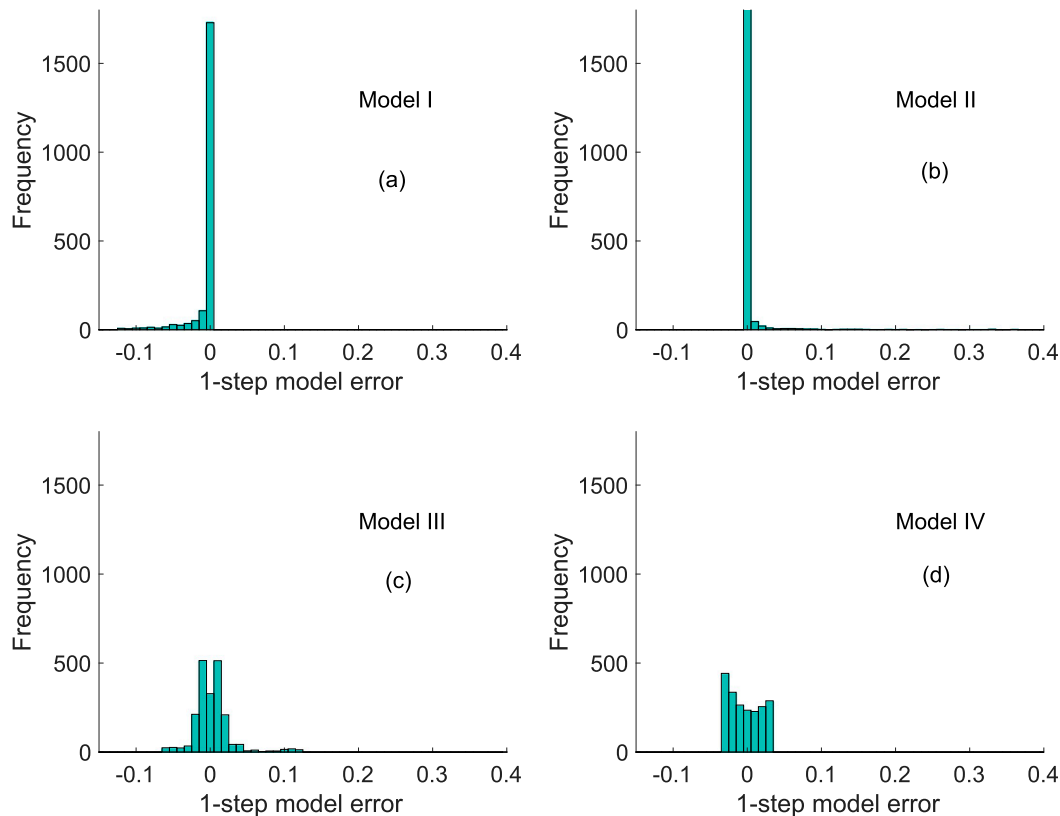 1500
Model I
1000
(a)
500
0
Frequency
-0.1 0 0.1 0.2 0.3 0.4
1-step model error
1500
Model II
1000
(b)
500
0
Frequency
-0.1 0 0.1 0.2 0.3 0.4
1-step model error
1500
Model III
1000
(c)
500
0
Frequency
-0.1 0 0.1 0.2 0.3 0.4
1-step model error
1500
Model IV
1000
(d)
500
0
Frequency
-0.1 0 0.1 0.2 0.3 0.4
1-step model error